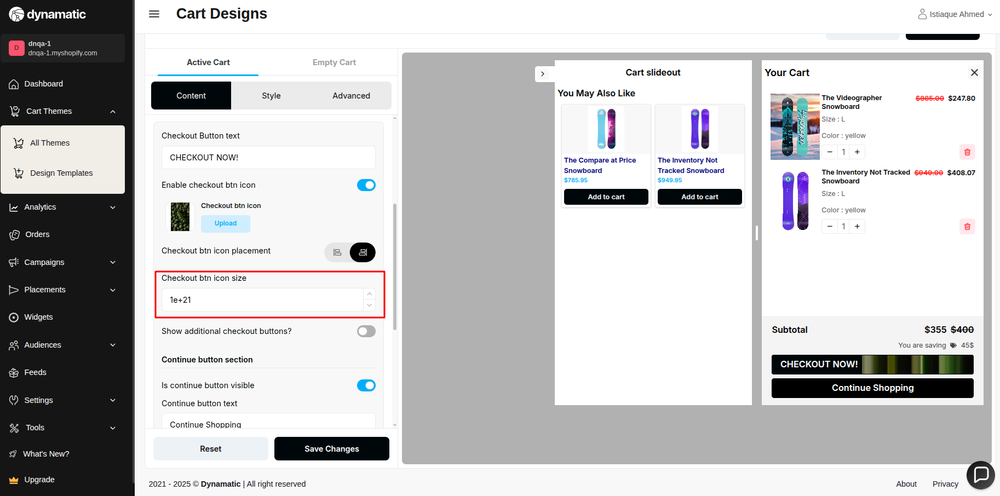 dynamatic
D
dnqa-1
dnqa-1.myshopify.com
Dashboard
Cart Themes
All Themes
Design Templates
Analytics
Orders
Campaigns
Placements
Widgets
Audiences
Feeds
Settings
Tools
What's New?
Upgrade
Cart Designs
Istiaque Ahmed
Active Cart
Empty Cart
Content
Style
Advanced
Checkout Button text
CHECKOUT NOW!
Enable checkout btn icon
Checkout btn icon
Upload
Checkout btn icon placement
Checkout btn icon size
1e+21
Show additional checkout buttons?
Continue button section
Is continue button visible
Continue button text
Continue Shopping
Reset
Save Changes
Cart slideout
You May Also Like
The Compare at Price
Snowboard
$785.95
Add to cart
The Inventory Not
Tracked Snowboard
$949.95
Add to cart
Your Cart
Hydrogen
The Videographer
Snowboard
$885.00 $247.80
Size : L
Color : yellow
1
The Inventory Not Tracked
Snowboard
$949.00 $408.07
Size : L
Color : yellow
1
Subtotal
$355 $400
You are saving 45$
CHECKOUT NOW!
Continue Shopping
2021 - 2025 © Dynamatic | All right reserved
About
Privacy